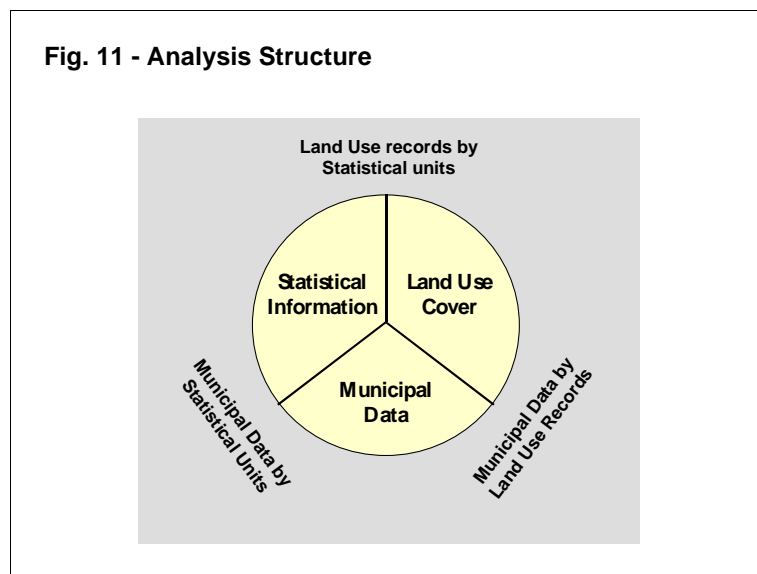 Fig. 11 - Analysis Structure
Land Use records by
Statistical units
Statistical
Information
Land Use
Cover
Municipal
Data
Municipal Data by
Statistical Units
Municipal Data by
Land Use Records